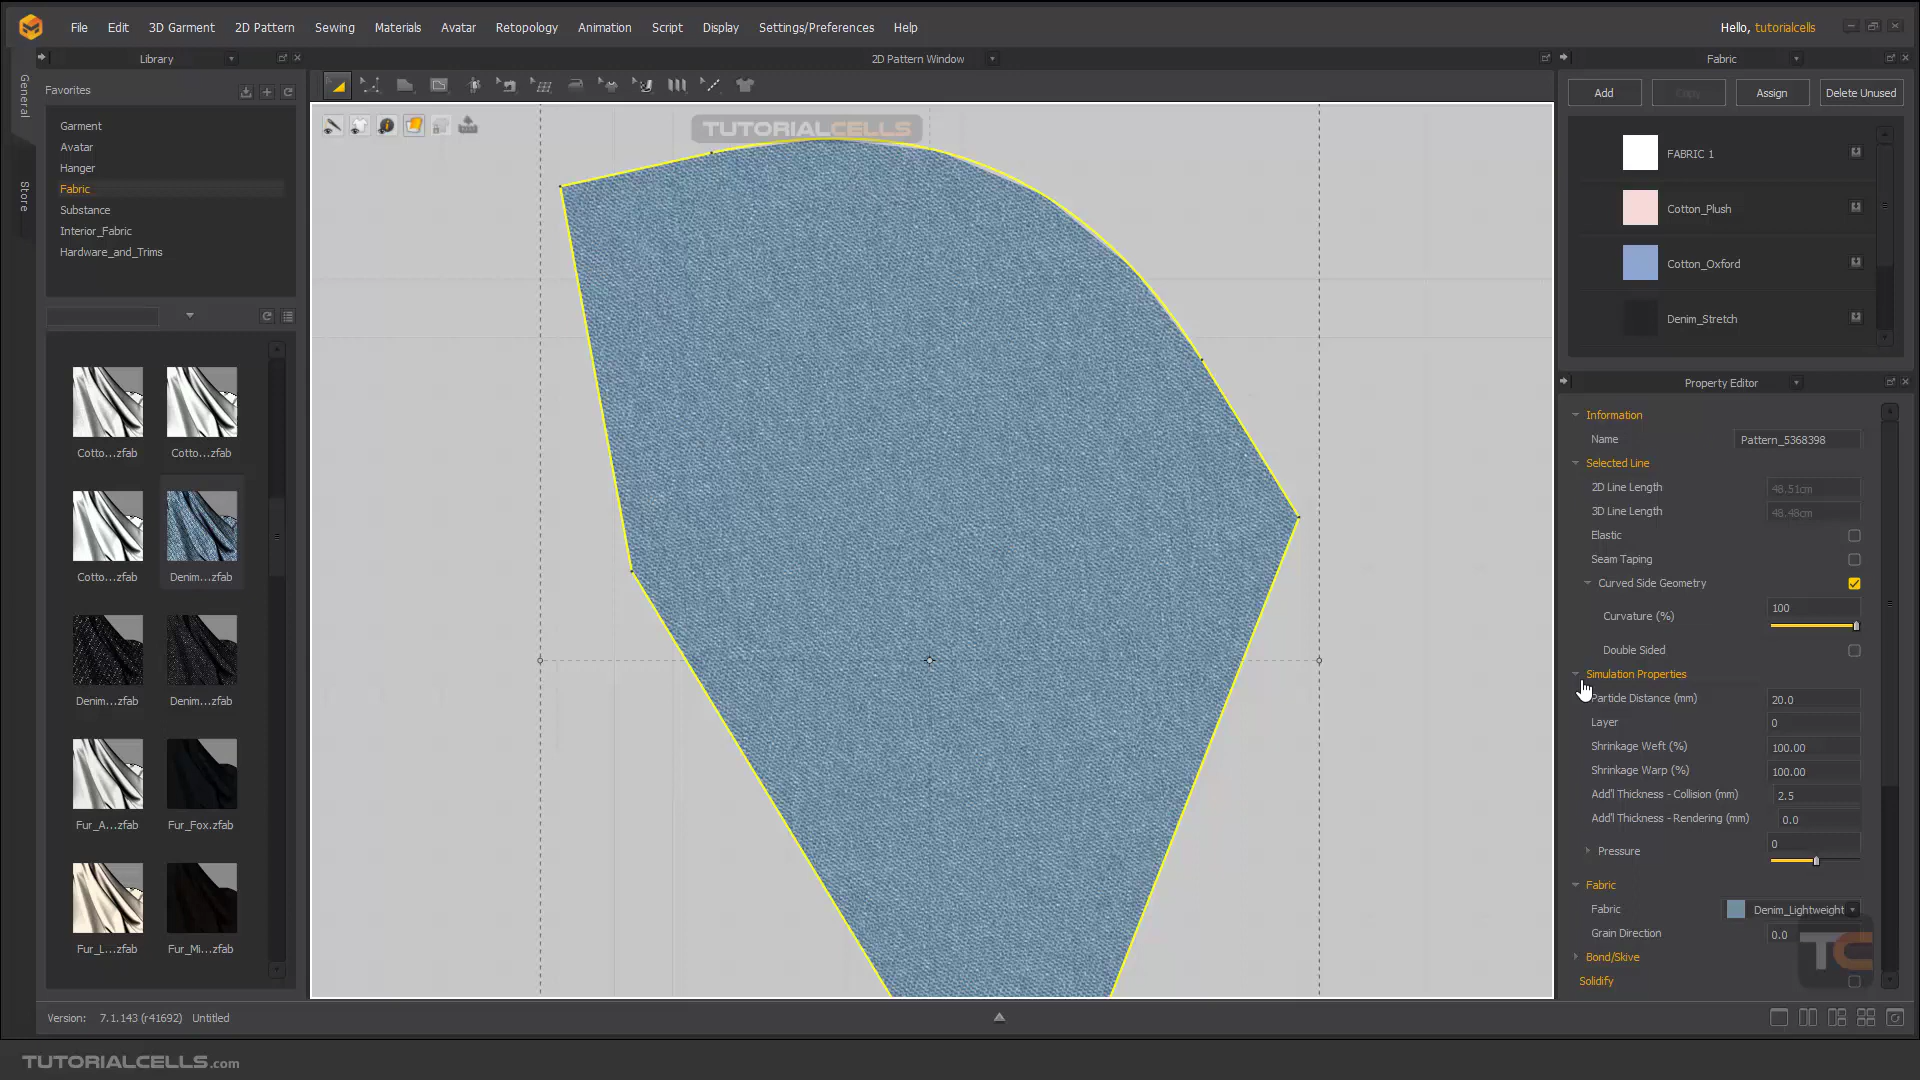 File Edit 3D Garment 2D Pattern Sewing Materials Avatar Retopology Animation Script Display Settings/Preferences Help
Hello, tutorialcells
Library
2D Pattern Window
Fabric
General
Store
Favorites
Garment
Avatar
Hanger
Fabric
Substance
Interior_Fabric
Hardware_and_Trims
Cotto...zfab Cotto...zfab
Cotto...zfab Denim...zfab
Denim...zfab Denim...zfab
Fur_A...zfab Fur_Fox.zfab
Fur_L...zfab Fur_Mi...zfab
TUTORIALCELLS
Add Copy Assign Delete Unused
FABRIC 1
Cotton_Plush
Cotton_Oxford
Denim_Stretch
Property Editor
Information
Name Pattern_5368398
Selected Line
2D Line Length 48.51cm
3D Line Length 48.48cm
Elastic
Seam Taping
Curved Side Geometry
Curvature (%) 100
Double Sided
Simulation Properties
Particle Distance (mm) 20.0
Layer 0
Shrinkage Weft (%) 100.00
Shrinkage Warp (%) 100.00
Add'l Thickness - Collision (mm) 2.5
Add'l Thickness - Rendering (mm) 0.0
Pressure 0
Fabric
Fabric Denim_Lightweight
Grain Direction 0.0
Bond/Skive
Solidify
TC
Version: 7.1.143 (r41692) Untitled
TUTORIALCELLS.com